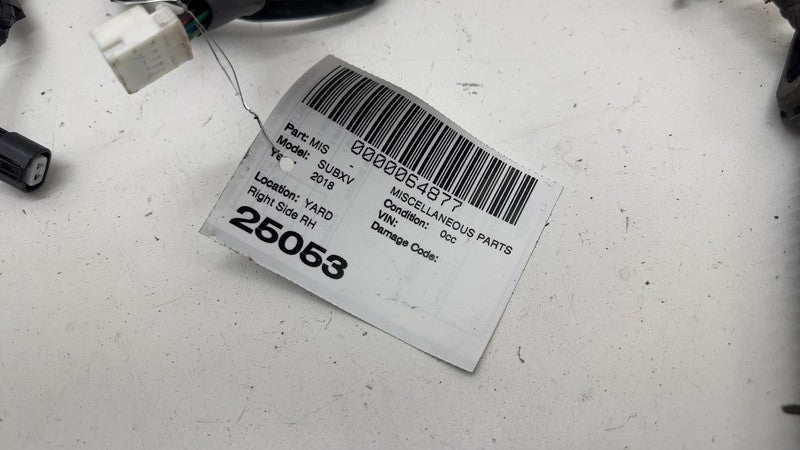 0000064877
Part: MIS - MISCELLANEOUS PARTS
Model: SUBXV Condition: 0cc
Ye 2018 VIN:
Damage Code:
Location: YARD
Right Side RH
25053